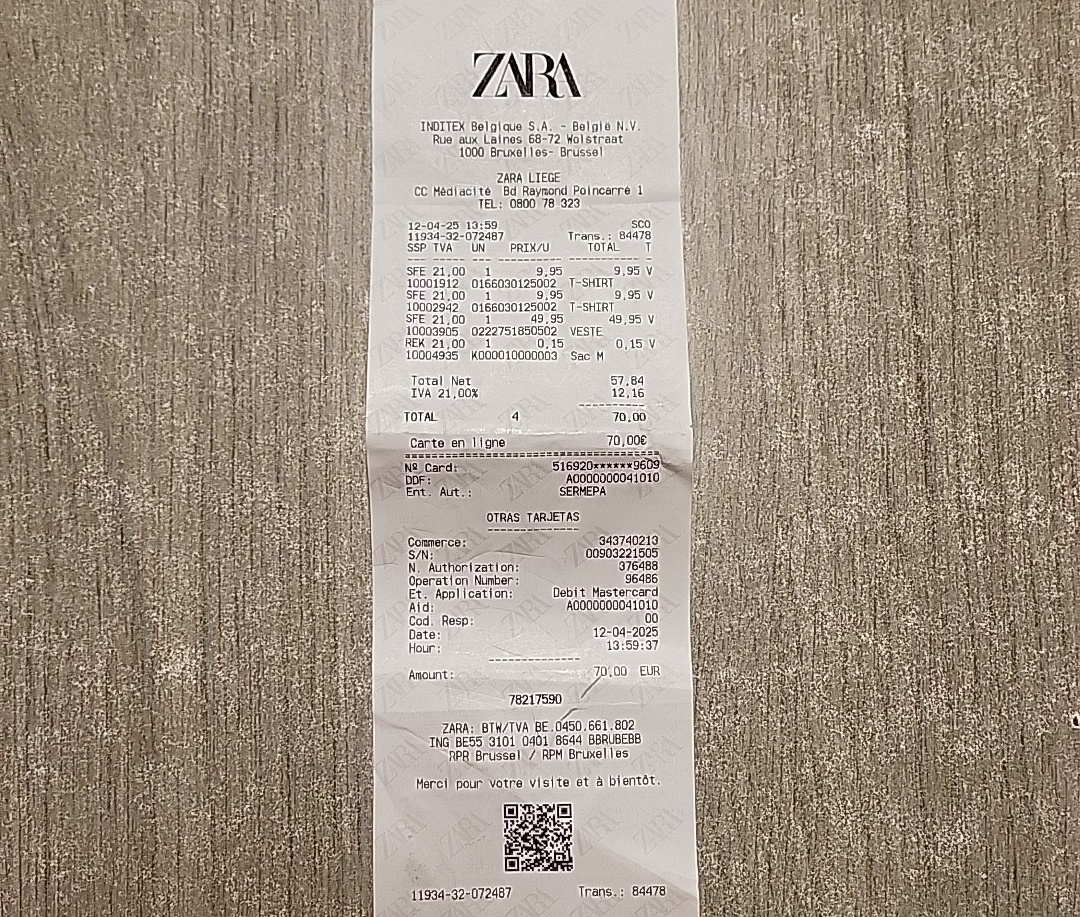 ZARA
INDITEX Belgique S.A. - België N.V.
Rue aux Laines 68-72 Wolstraat
1000 Bruxelles- Brussel
ZARA LIEGE
CC Médiacité Bd Raymond Poincarré 1
TEL: 0800 78 323
12-04-25 13:59 SCO
11934-32-072487 Trans.: 84478
SSP TVA UN PRIX/U TOTAL T
SFE 21,00 1 9,95 9,95 V
10001912 0166030125002 T-SHIRT
SFE 21,00 1 9,95 9,95 V
10002942 0166030125002 T-SHIRT
SFE 21,00 1 49,95 49,95 V
10003905 0222751850502 VESTE
REK 21,00 1 0,15 0,15 V
10004935 K000010000003 Sac M
Total Net 57,84
IVA 21,00% 12,16
TOTAL 4 70,00
Carte en ligne 70,00€
Nº Card: 516920******9609
DDF: A0000000041010
Ent. Aut.: SERMEPA
OTRAS TARJETAS
Commerce: 343740213
S/N: 00903221505
N. Authorization: 376488
Operation Number: 96486
Et. Application: Debit Mastercard
Aid: A0000000041010
Cod. Resp: 00
Date: 12-04-2025
Hour: 13:59:37
Amount: 70,00 EUR
78217590
ZARA: BTW/TVA BE.0450.661.802
ING BE55 3101 0401 8644 BBRUBEBB
RPR Brussel / RPM Bruxelles
Merci pour votre visite et à bientôt.
11934-32-072487 Trans.: 84478